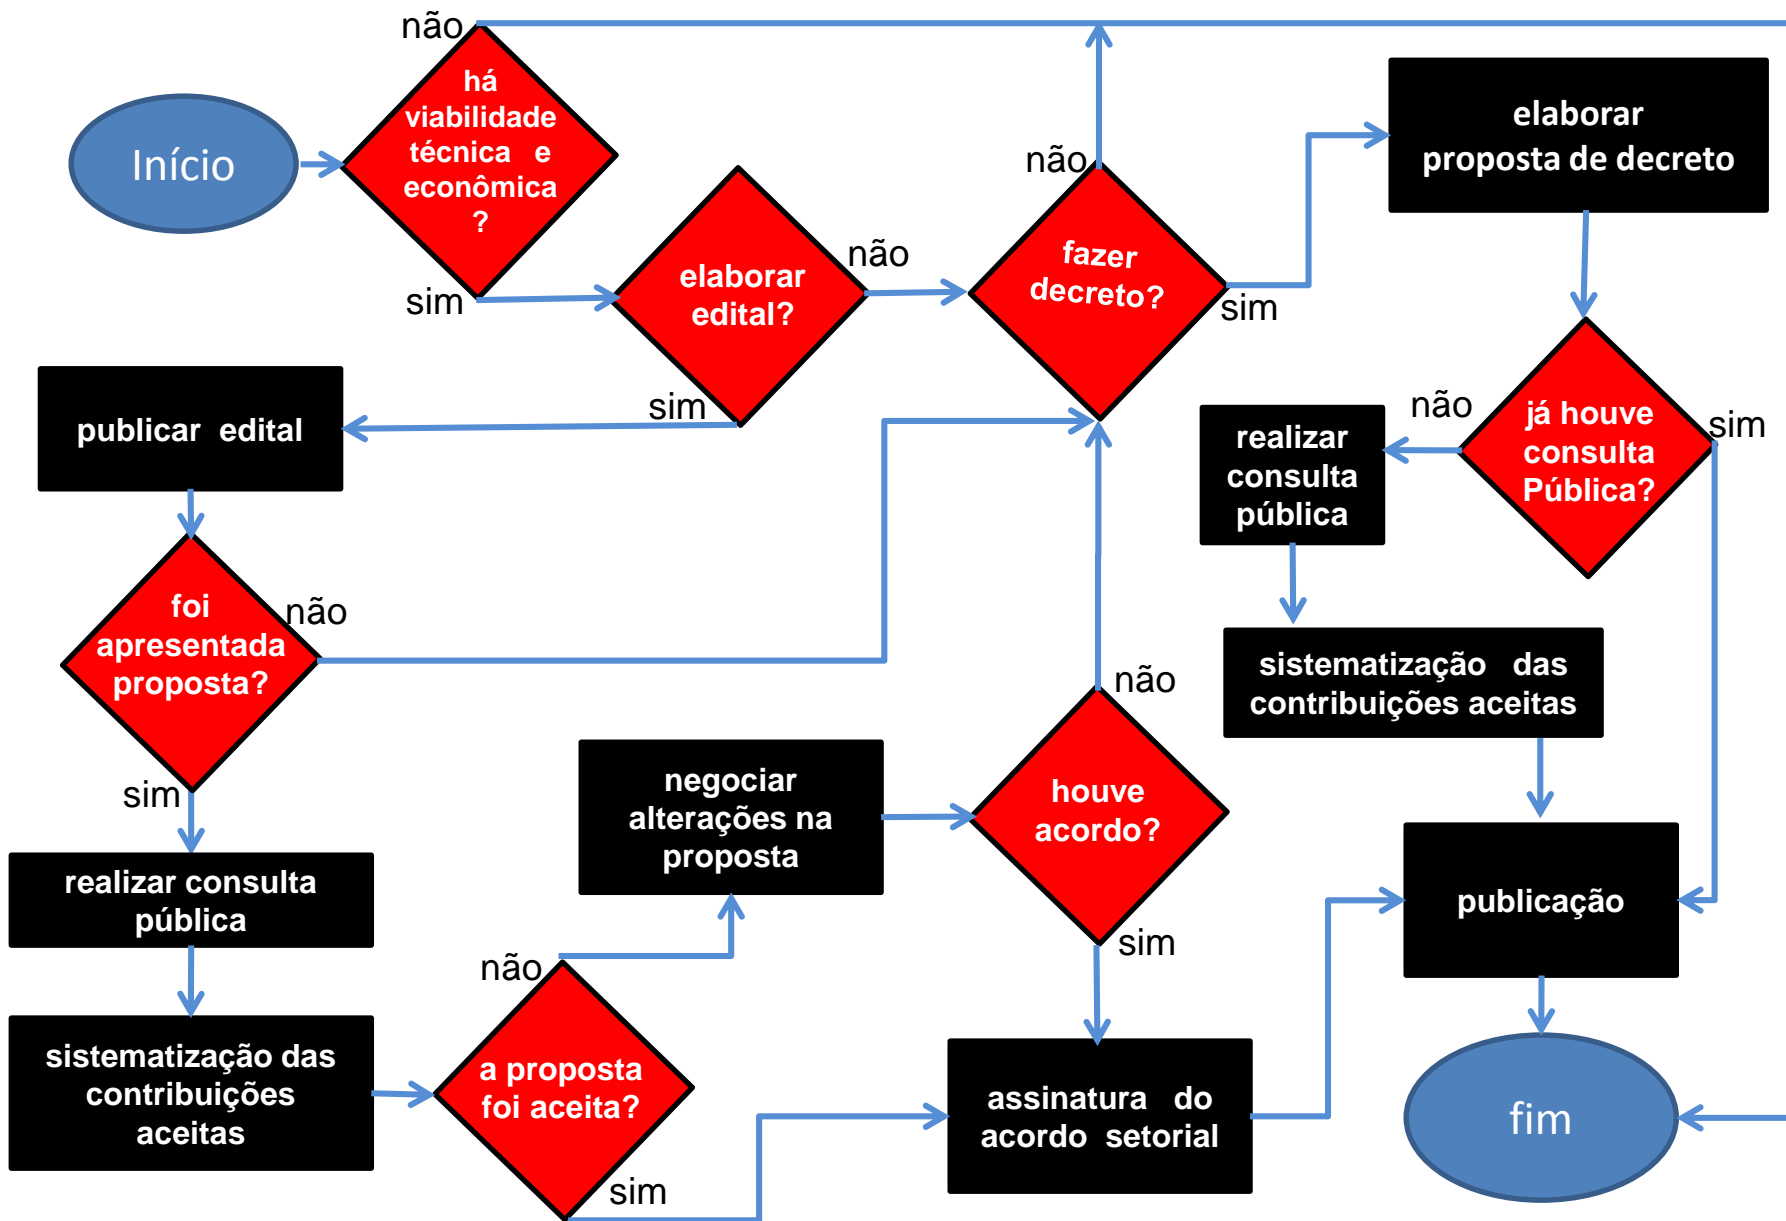 não
há
viabilidade
técnica e
econômica
?
Início
sim
elaborar
edital?
não
sim
não
fazer
decreto?
sim
elaborar
proposta de decreto
publicar edital
foi
apresentada
proposta?
não
sim
realizar consulta
pública
sistematização das
contribuições
aceitas
não
a proposta
foi aceita?
sim
negociar
alterações na
proposta
não
houve
acordo?
sim
assinatura do
acordo setorial
não
já houve
consulta
Pública?
sim
realizar
consulta
pública
sistematização das
contribuições aceitas
publicação
fim